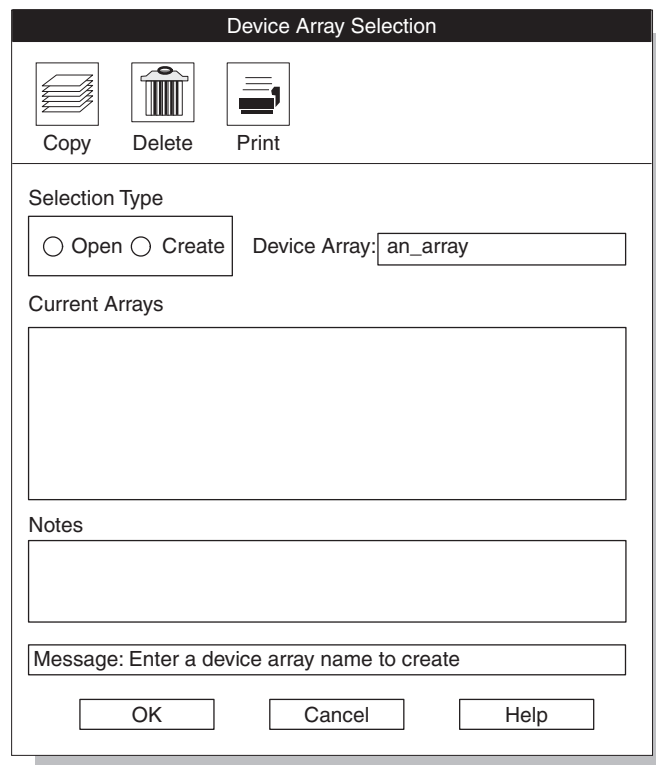 Device Array Selection
Copy Delete Print
Selection Type
Open Create Device Array: an_array
Current Arrays
Notes
Message: Enter a device array name to create
OK Cancel Help